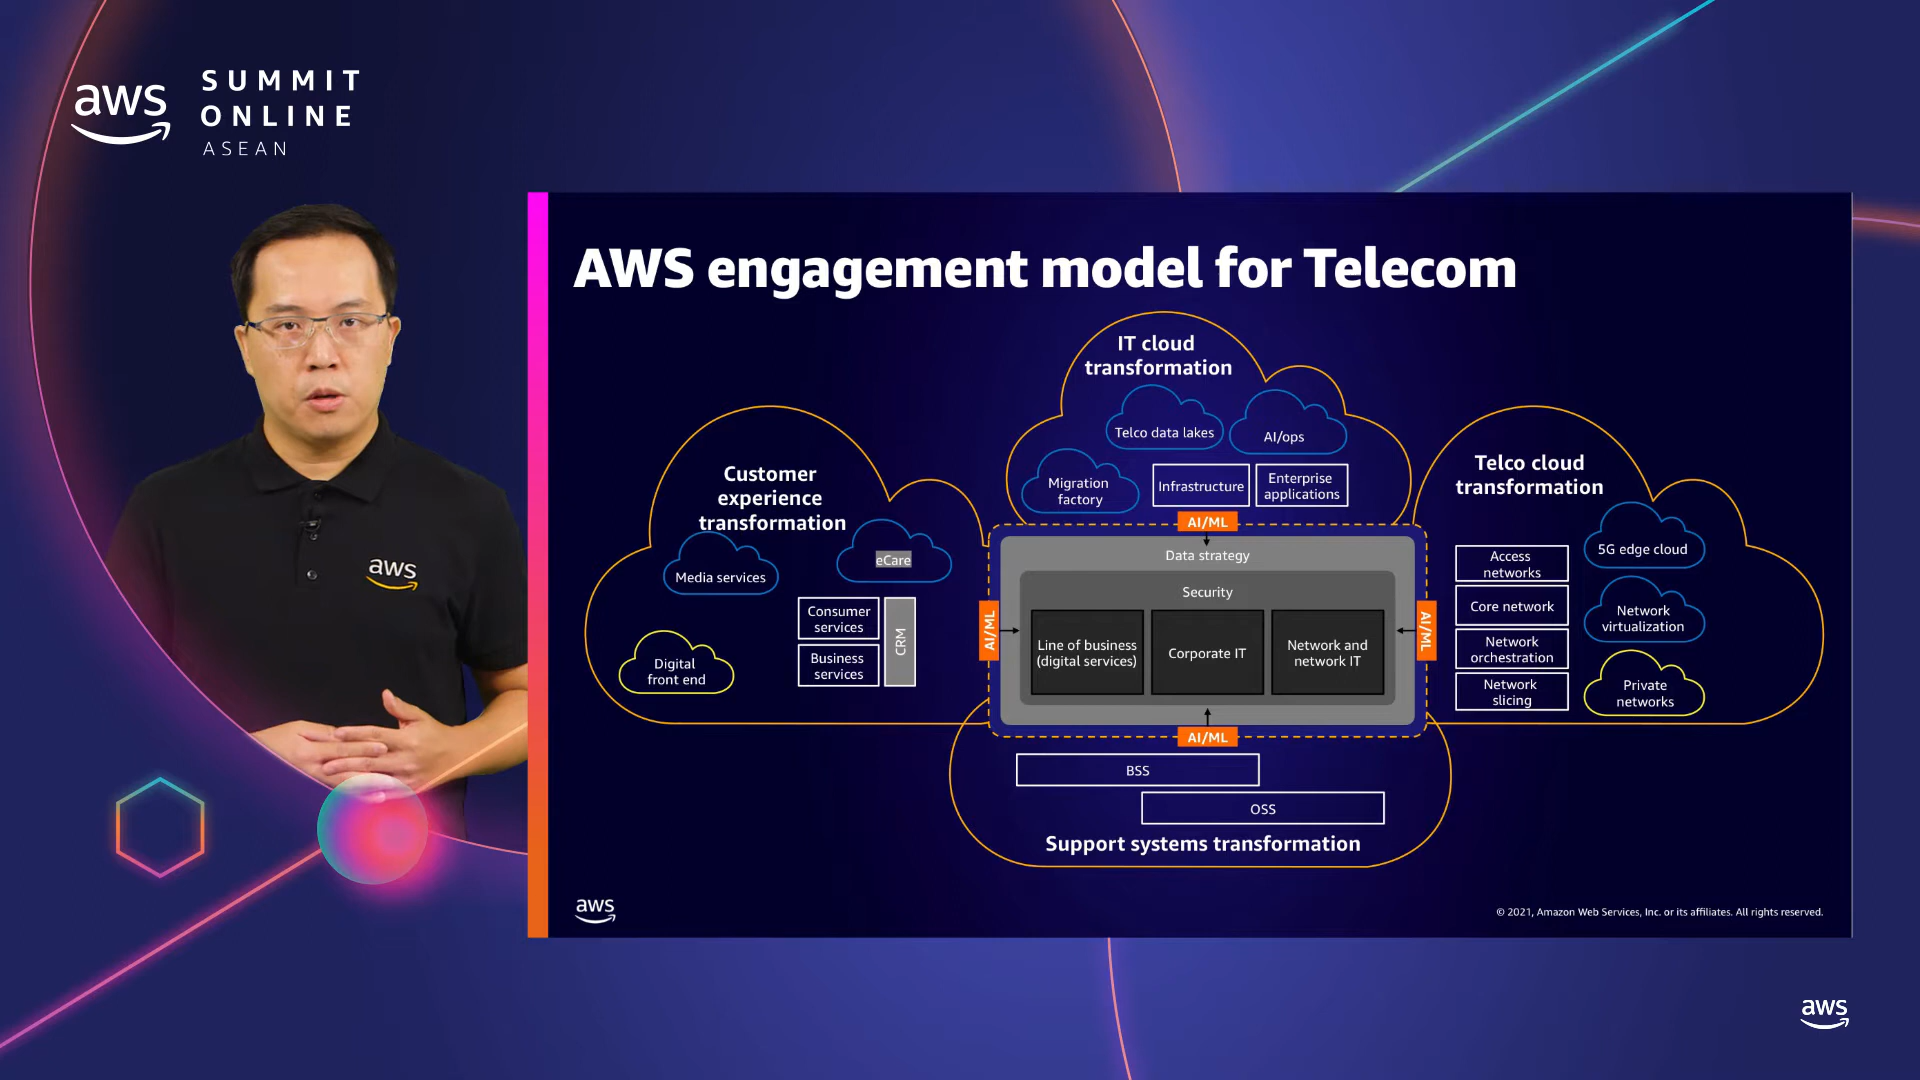 aws
SUMMIT
ONLINE
ASEAN
aws
AWS engagement model for Telecom
IT cloud
transformation
Telco data lakes
AI/ops
Migration
factory
Infrastructure
Enterprise
applications
Customer
experience
transformation
Media services
eCare
Digital
front end
Consumer
services
Business
services
CRM
Telco cloud
transformation
Access
networks
Core network
Network
orchestration
Network
slicing
5G edge cloud
Network
virtualization
Private
networks
AI/ML
AI/ML
AI/ML
AI/ML
Data strategy
Security
Line of business
(digital services)
Corporate IT
Network and
network IT
BSS
OSS
Support systems transformation
aws
© 2021, Amazon Web Services, Inc. or its affiliates. All rights reserved.
aws